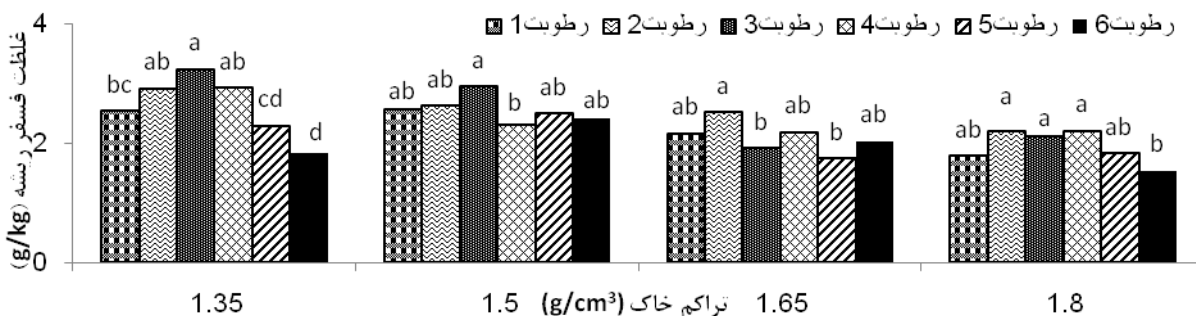 4
رطوبت1 رطوبت2 رطوبت3 رطوبت4 رطوبت5 رطوبت6
غلظت فسفر ریشه (g/kg)
2
0
bc ab a ab cd d
ab ab a b ab ab
ab a b ab b ab
ab a a a ab b
1.35 1.5 1.65 1.8
تراکم خاک (g/cm³)